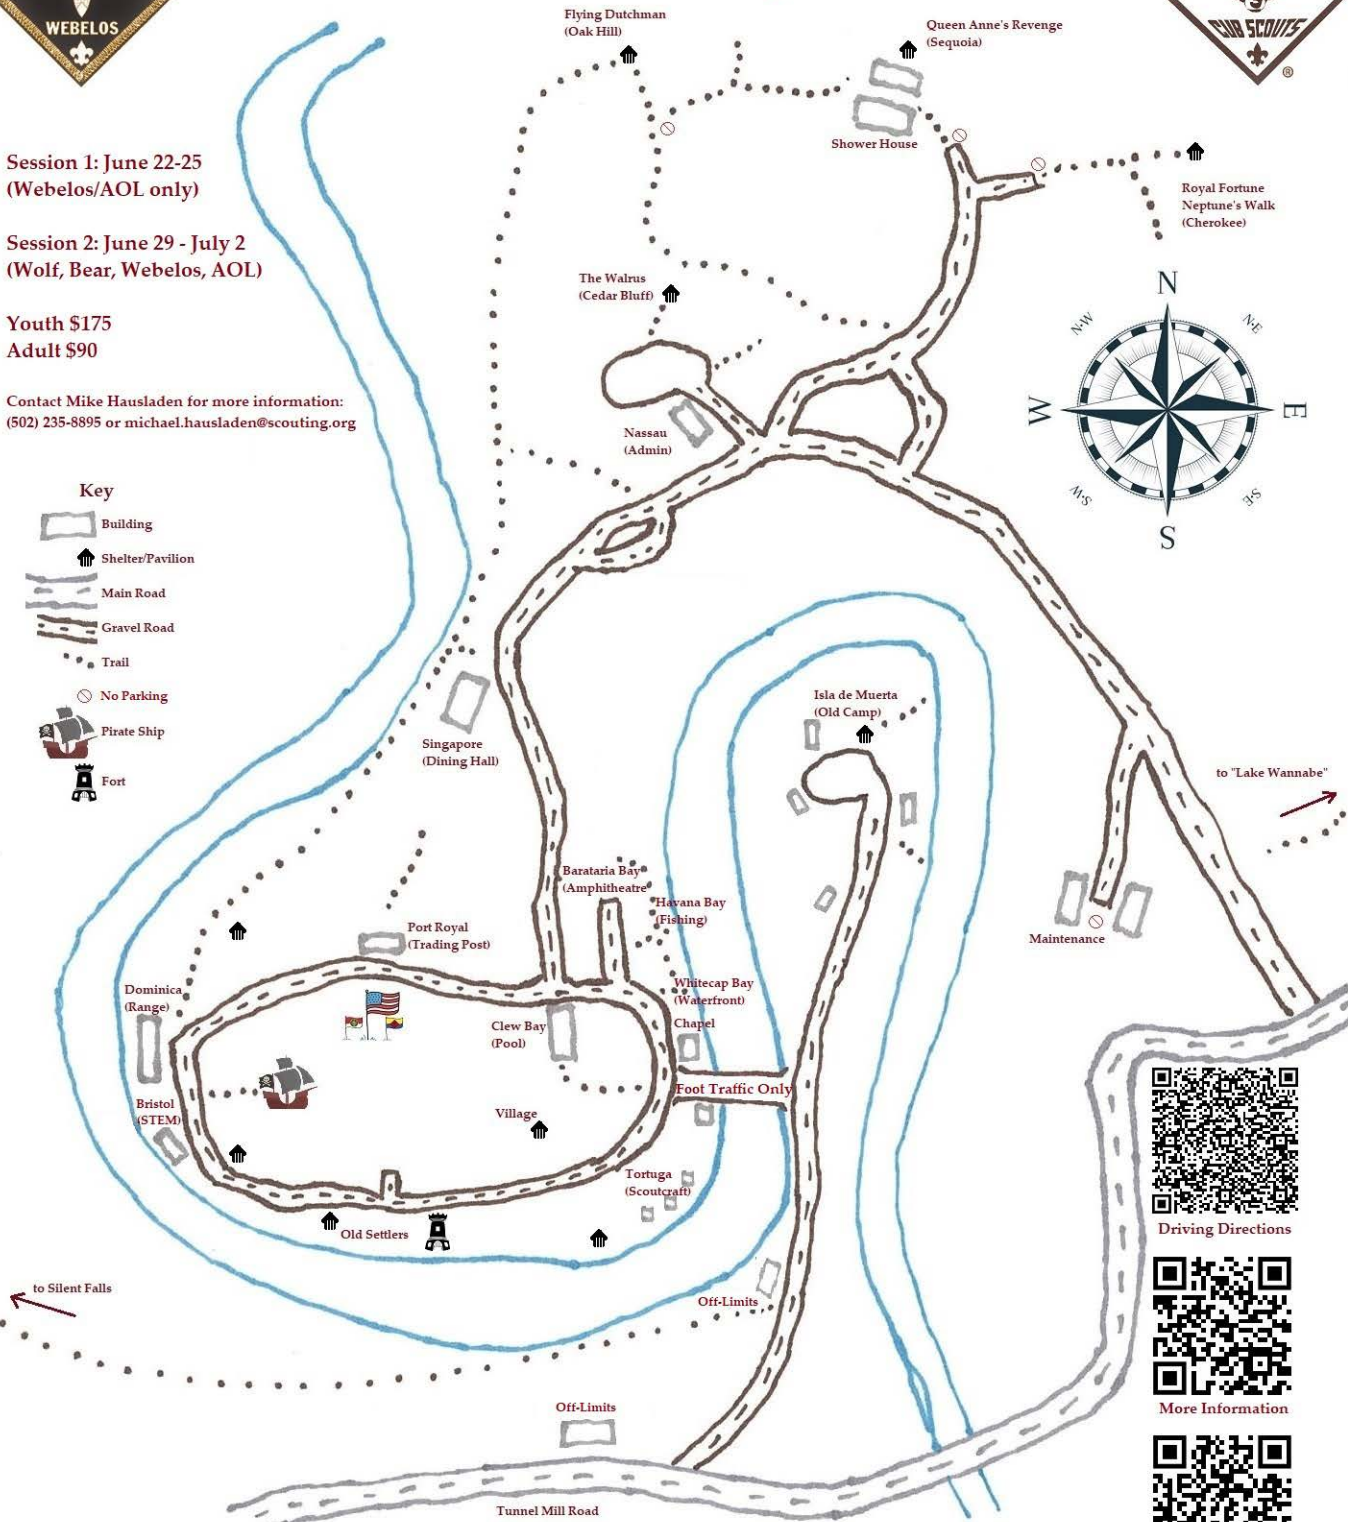 WEBELOS
CUB SCOUTS
®
Flying Dutchman
(Oak Hill)
Queen Anne's Revenge
(Sequoia)
Shower House
Royal Fortune
Neptune's Walk
(Cherokee)
Session 1: June 22-25
(Webelos/AOL only)
Session 2: June 29 - July 2
(Wolf, Bear, Webelos, AOL)
Youth $175
Adult $90
Contact Mike Hausladen for more information:
(502) 235-8895 or michael.hausladen@scouting.org
The Walrus
(Cedar Bluff)
Nassau
(Admin)
N
N·W
N·E
W
E
S·W
S·E
S
Key
Building
Shelter/Pavilion
Main Road
Gravel Road
Trail
No Parking
Pirate Ship
Fort
Singapore
(Dining Hall)
Isla de Muerta
(Old Camp)
to "Lake Wannabe"
Barataria Bay
(Amphitheatre
Havana Bay
(Fishing)
Maintenance
Port Royal
(Trading Post)
Dominica
(Range)
Whitecap Bay
(Waterfront)
Clew Bay
(Pool)
Chapel
Foot Traffic Only
Bristol
(STEM)
Village
Tortuga
(Scoutcraft)
Old Settlers
Driving Directions
to Silent Falls
Off-Limits
Off-Limits
More Information
Tunnel Mill Road